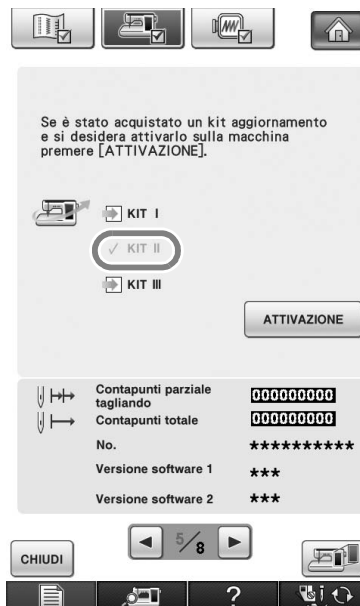 Se è stato acquistato un kit aggiornamento
e si desidera attivarlo sulla macchina
premere [ATTIVAZIONE].
KIT I
✓ KIT II
KIT III
ATTIVAZIONE
Contapunti parziale
tagliando
000000000
Contapunti totale
000000000
No.
**********
Versione software 1
***
Versione software 2
***
CHIUDI
5/8
?